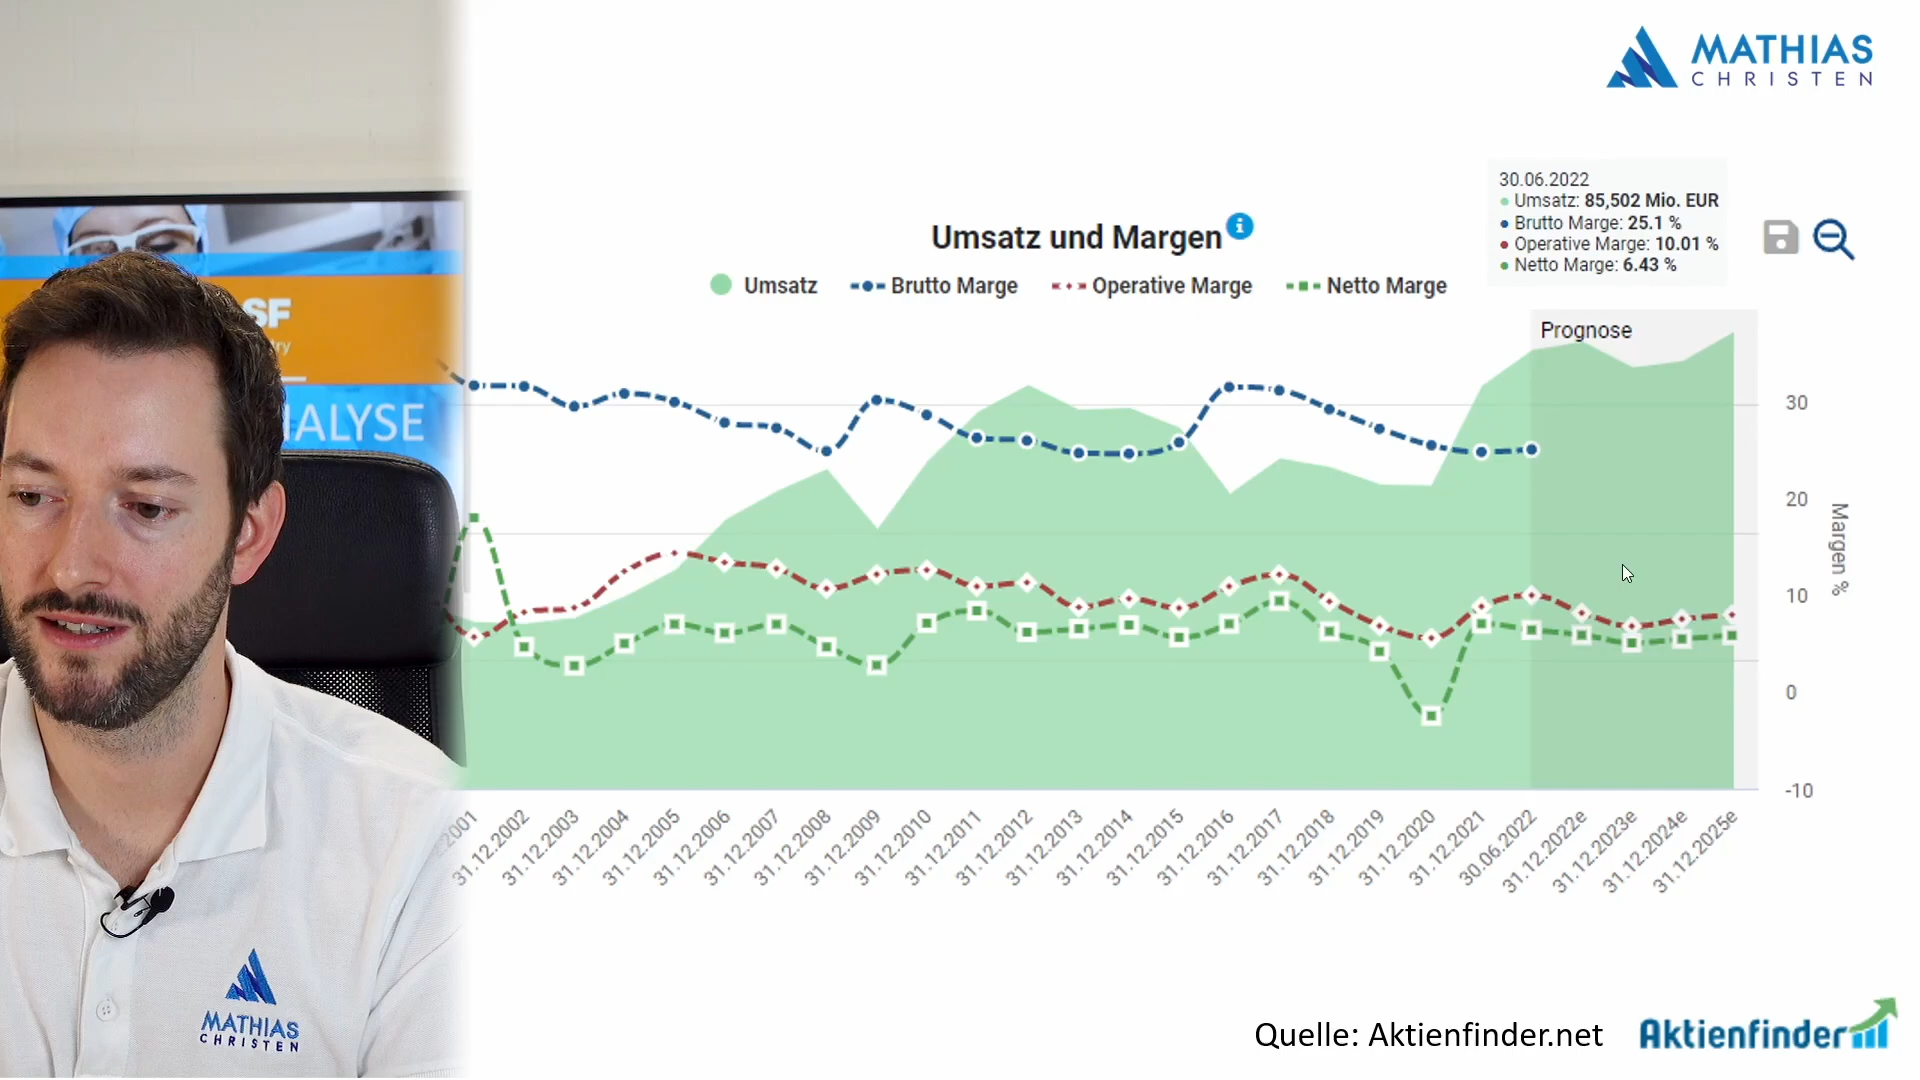 MATHIAS
CHRISTEN
30.06.2022
Umsatz: 85,502 Mio. EUR
Brutto Marge: 25.1 %
Operative Marge: 10.01 %
Netto Marge: 6.43 %
Umsatz und Margen
Umsatz
Brutto Marge
Operative Marge
Netto Marge
Prognose
30
20
10
0
-10
Margen %
2001
31.12.2002
31.12.2003
31.12.2004
31.12.2005
31.12.2006
31.12.2007
31.12.2008
31.12.2009
31.12.2010
31.12.2011
31.12.2012
31.12.2013
31.12.2014
31.12.2015
31.12.2016
31.12.2017
31.12.2018
31.12.2019
31.12.2020
31.12.2021
30.06.2022
31.12.2022e
31.12.2023e
31.12.2024e
31.12.2025e
SF
try
ALYSE
MATHIAS
CHRISTEN
Quelle: Aktienfinder.net
Aktienfinder